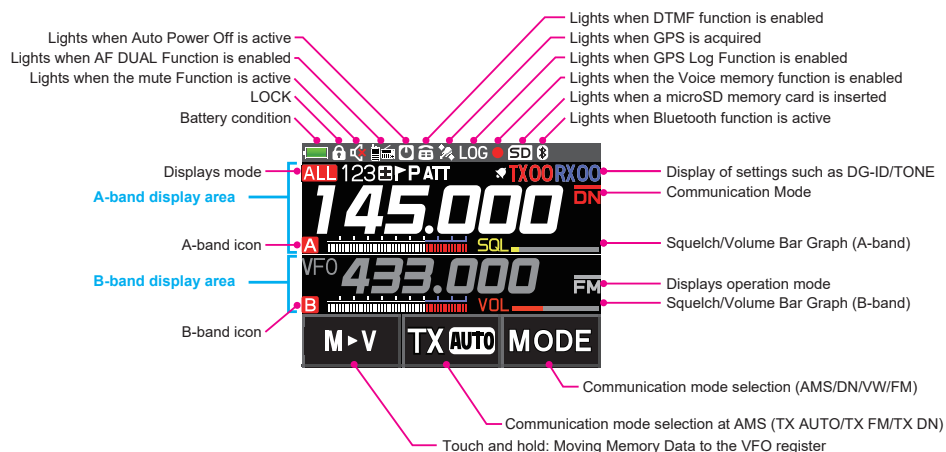 Lights when DTMF function is enabled
Lights when Auto Power Off is active
Lights when GPS is acquired
Lights when AF DUAL Function is enabled
Lights when GPS Log Function is enabled
Lights when the mute Function is active
Lights when the Voice memory function is enabled
LOCK
Lights when a microSD memory card is inserted
Battery condition
Lights when Bluetooth function is active
LOG SD
Displays mode
ALL 123 P ATT TX00 RX00
Display of settings such as DG-ID/TONE
A-band display area
145.000 DN
Communication Mode
A-band icon
A SQL
Squelch/Volume Bar Graph (A-band)
B-band display area
VFO 433.000 FM
Displays operation mode
B VOL
Squelch/Volume Bar Graph (B-band)
B-band icon
M►V TX AUTO MODE
Communication mode selection (AMS/DN/VW/FM)
Communication mode selection at AMS (TX AUTO/TX FM/TX DN)
Touch and hold: Moving Memory Data to the VFO register